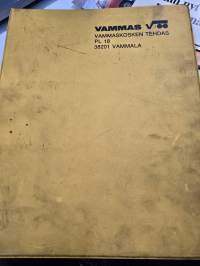 VAMMAS
VAMMASKOSKEN TEHDAS
PL 18
38201 VAMMALA